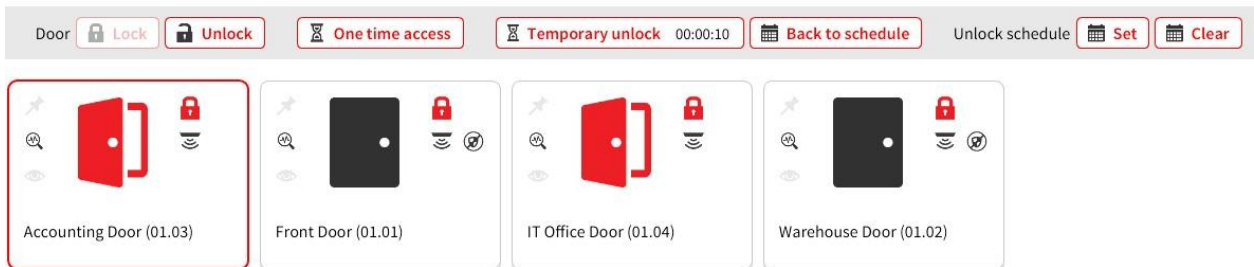 Door Lock Unlock One time access Temporary unlock 00:00:10 Back to schedule Unlock schedule Set Clear
Accounting Door (01.03)
Front Door (01.01)
IT Office Door (01.04)
Warehouse Door (01.02)